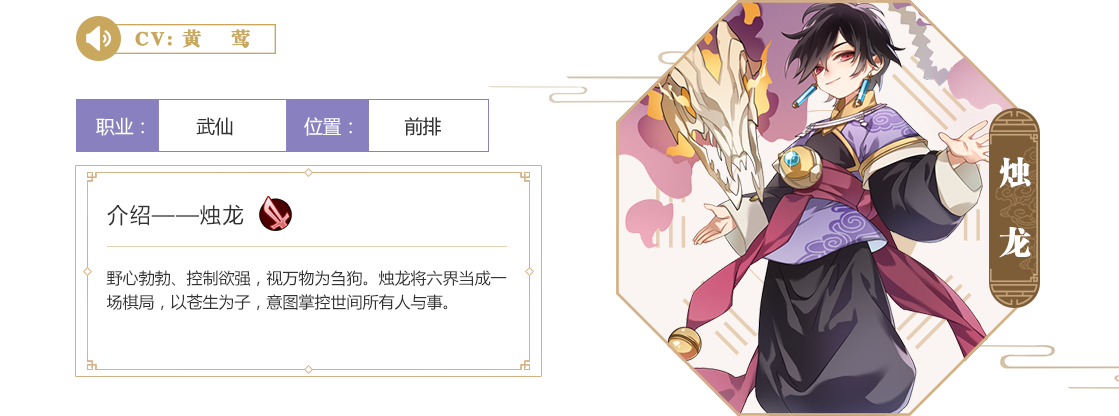 CV: 黄 莺
职业： 武仙 位置： 前排
介绍——烛龙
野心勃勃、控制欲强，视万物为刍狗。烛龙将六界当成一
场棋局，以苍生为子，意图掌控世间所有人与事。
烛龙